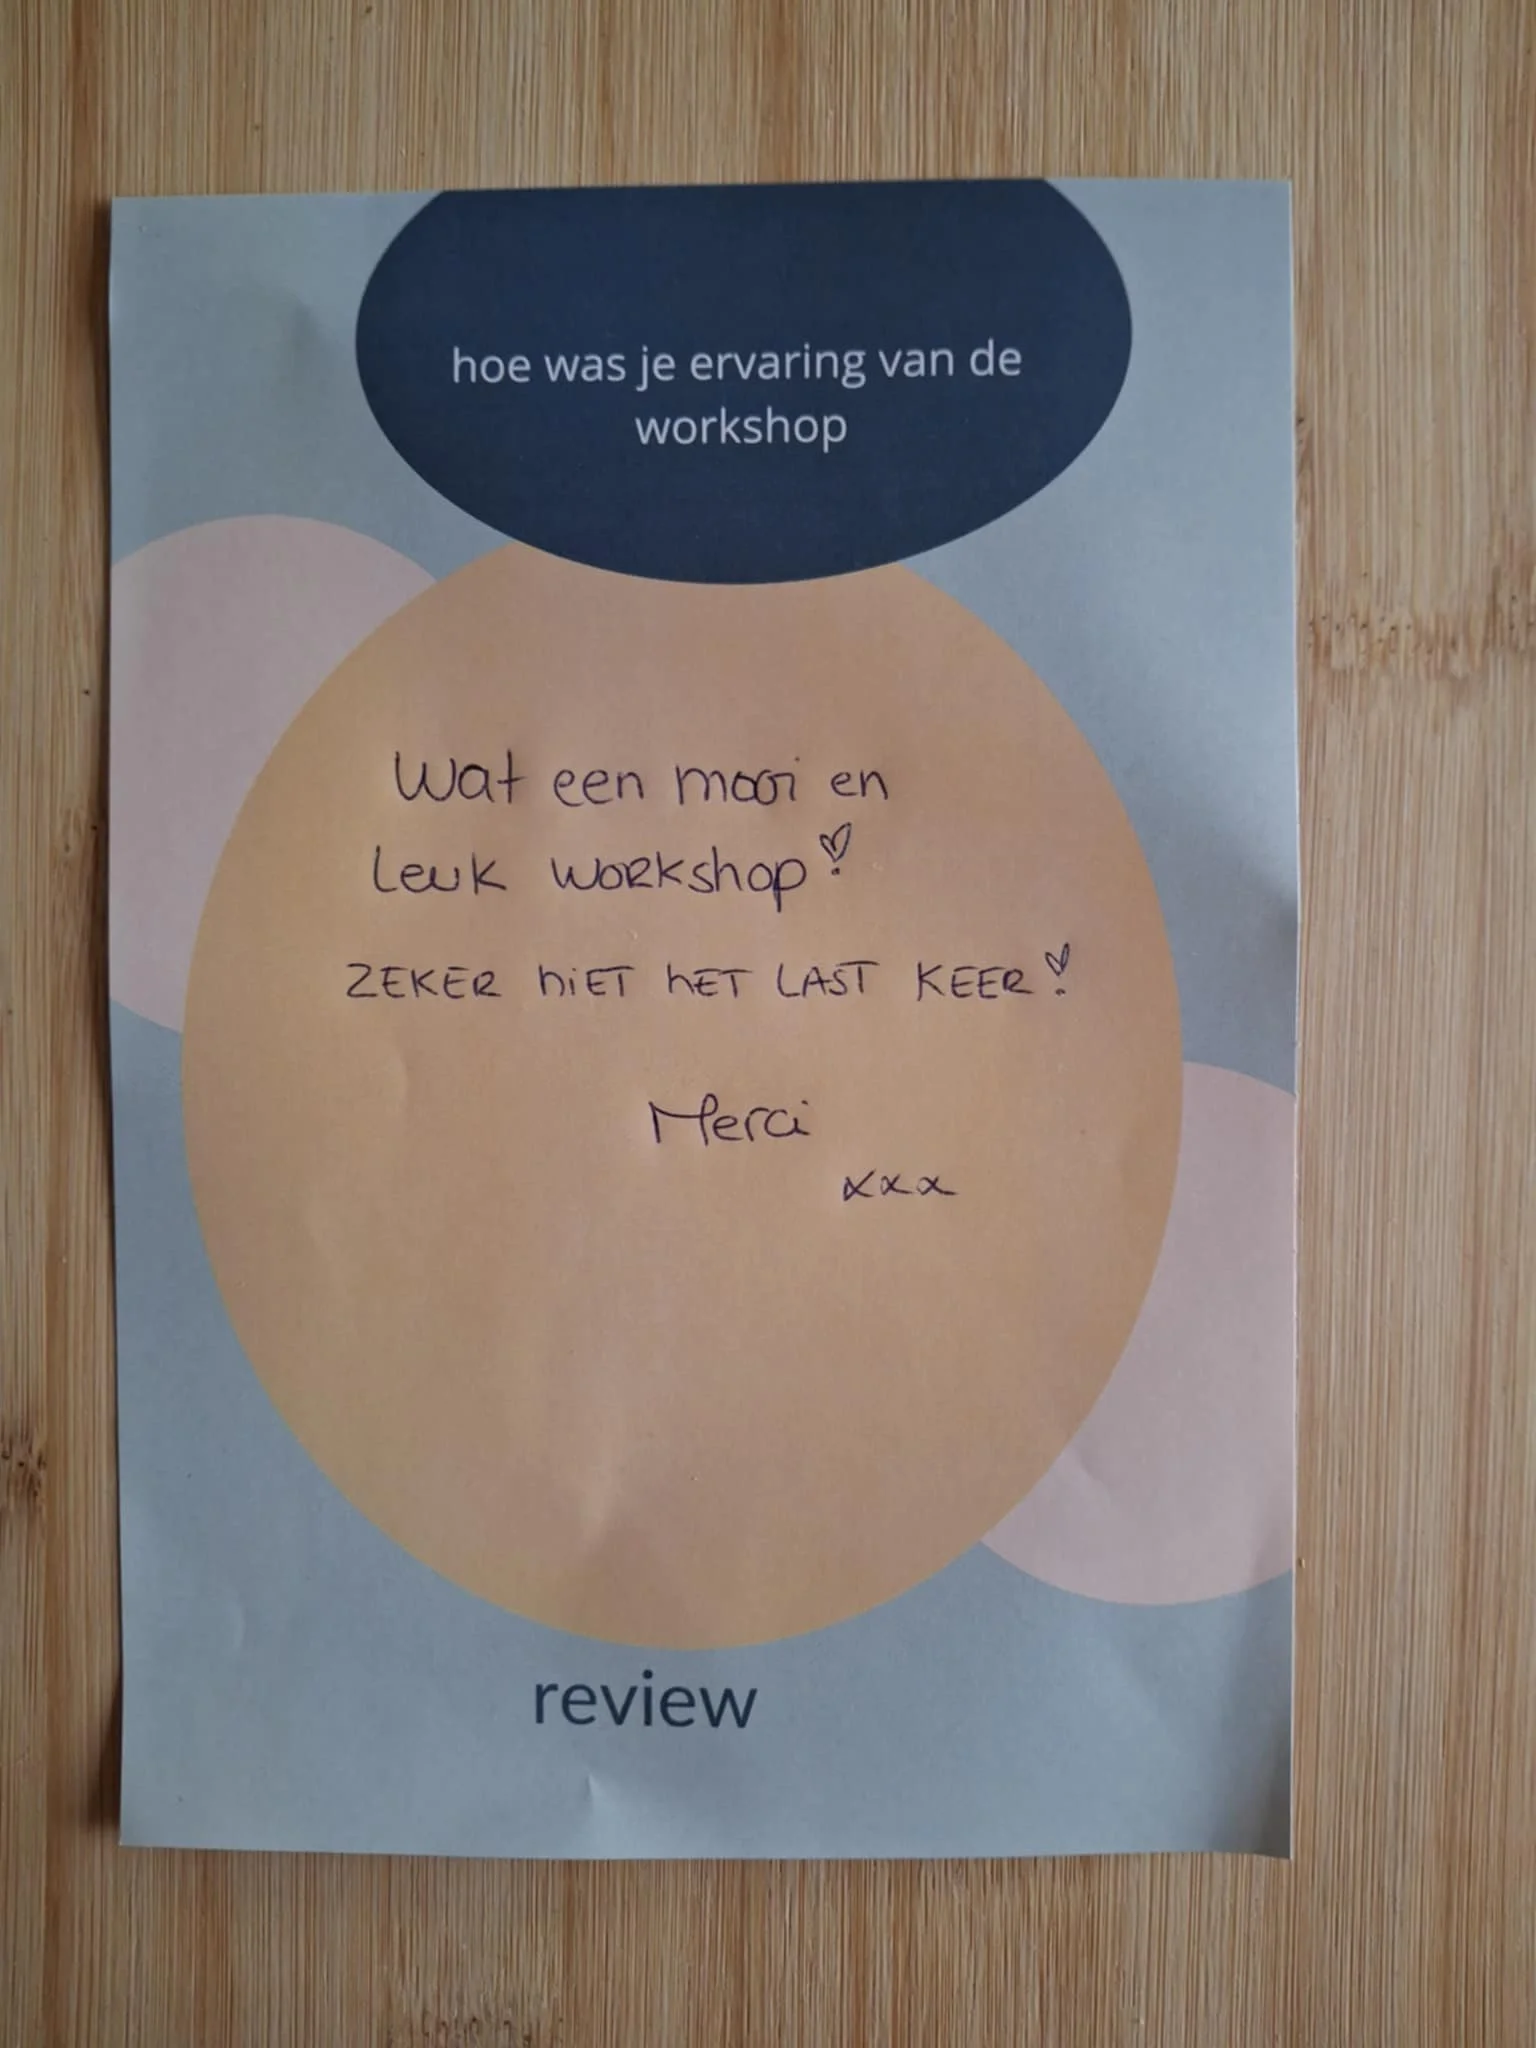 hoe was je ervaring van de
workshop
Wat een mooi en
leuk workshop!
ZEKER NIET HET LAST KEER!
Merci
xxx
review